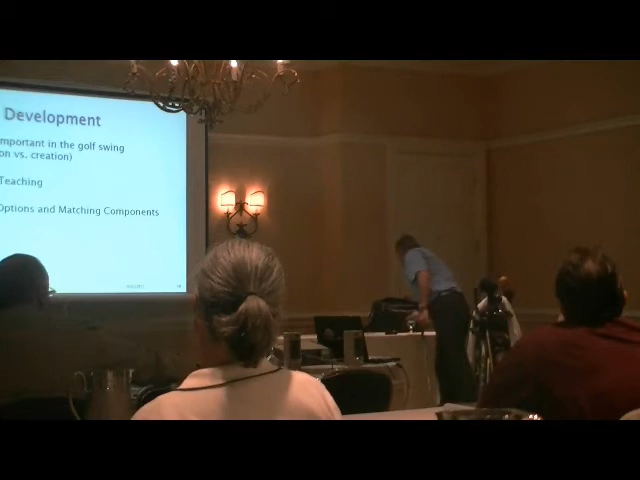 Development
mportant in the golf swing
on vs. creation)
Teaching
Options and Matching Components